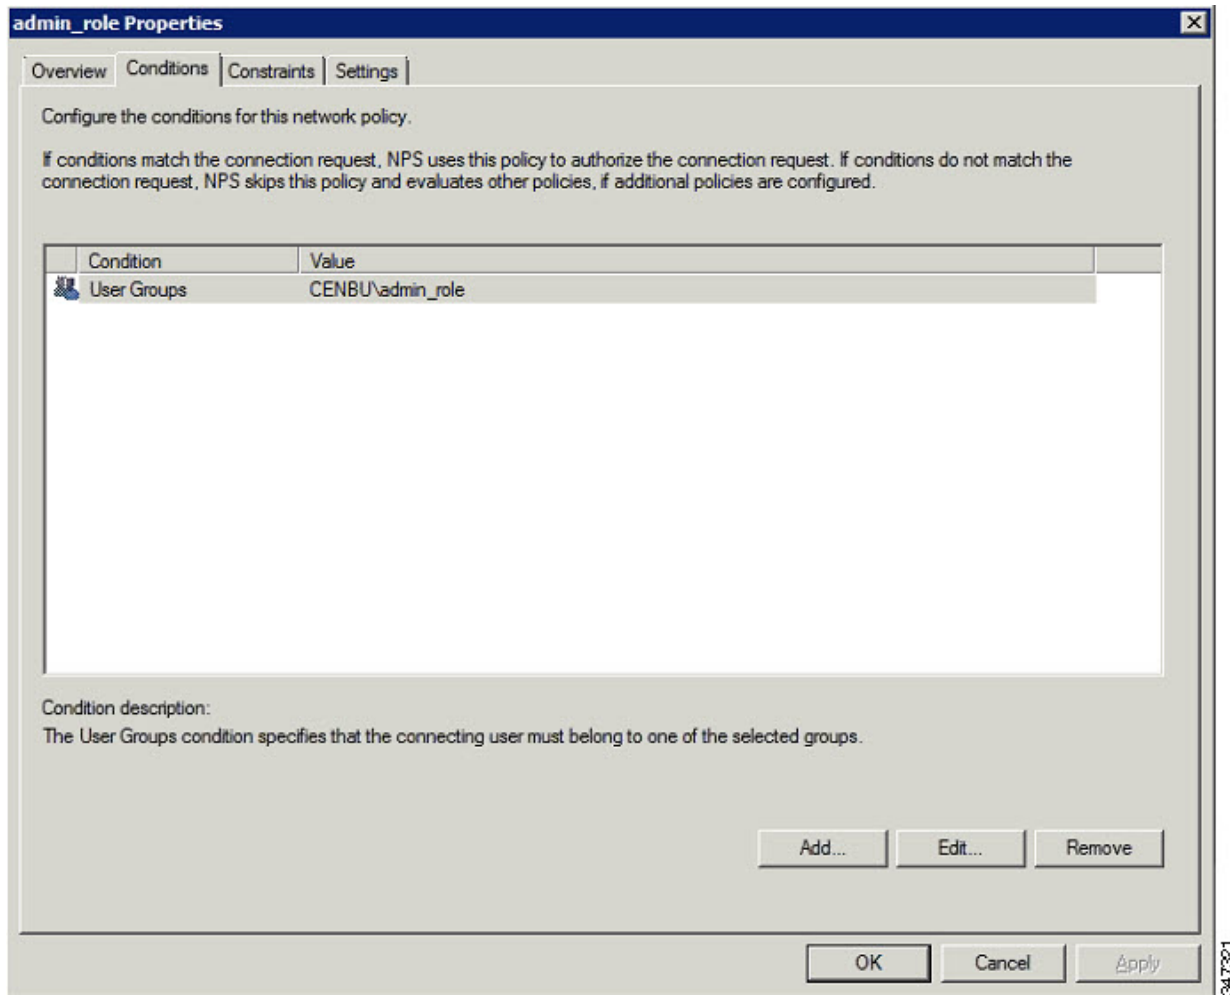 admin_role Properties
Overview Conditions Constraints Settings
Configure the conditions for this network policy.
If conditions match the connection request, NPS uses this policy to authorize the connection request. If conditions do not match the
connection request, NPS skips this policy and evaluates other policies, if additional policies are configured.
Condition Value
User Groups CENBU\admin_role
Condition description:
The User Groups condition specifies that the connecting user must belong to one of the selected groups.
Add... Edit... Remove
OK Cancel Apply
347321